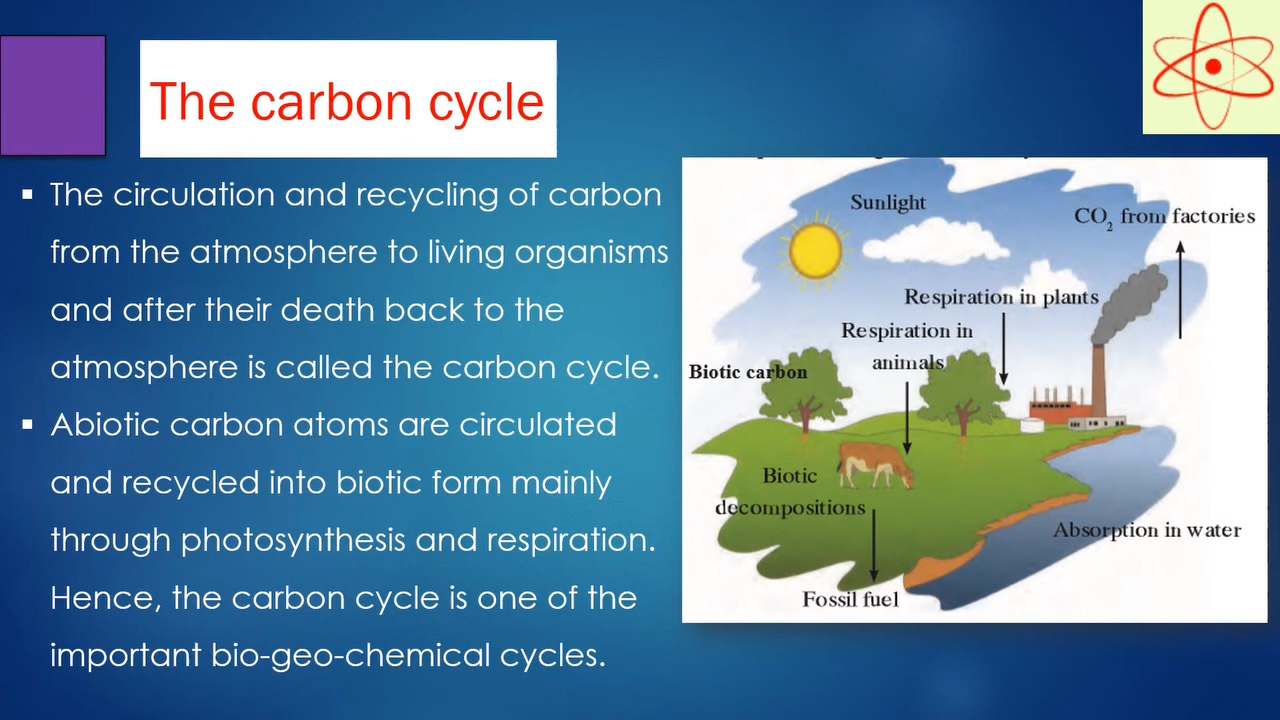 The carbon cycle
▪ The circulation and recycling of carbon
from the atmosphere to living organisms
and after their death back to the
atmosphere is called the carbon cycle.
▪ Abiotic carbon atoms are circulated
and recycled into biotic form mainly
through photosynthesis and respiration.
Hence, the carbon cycle is one of the
important bio-geo-chemical cycles.
Sunlight
CO₂ from factories
Respiration in plants
Respiration in
animals
Biotic carbon
Biotic
decompositions
Absorption in water
Fossil fuel